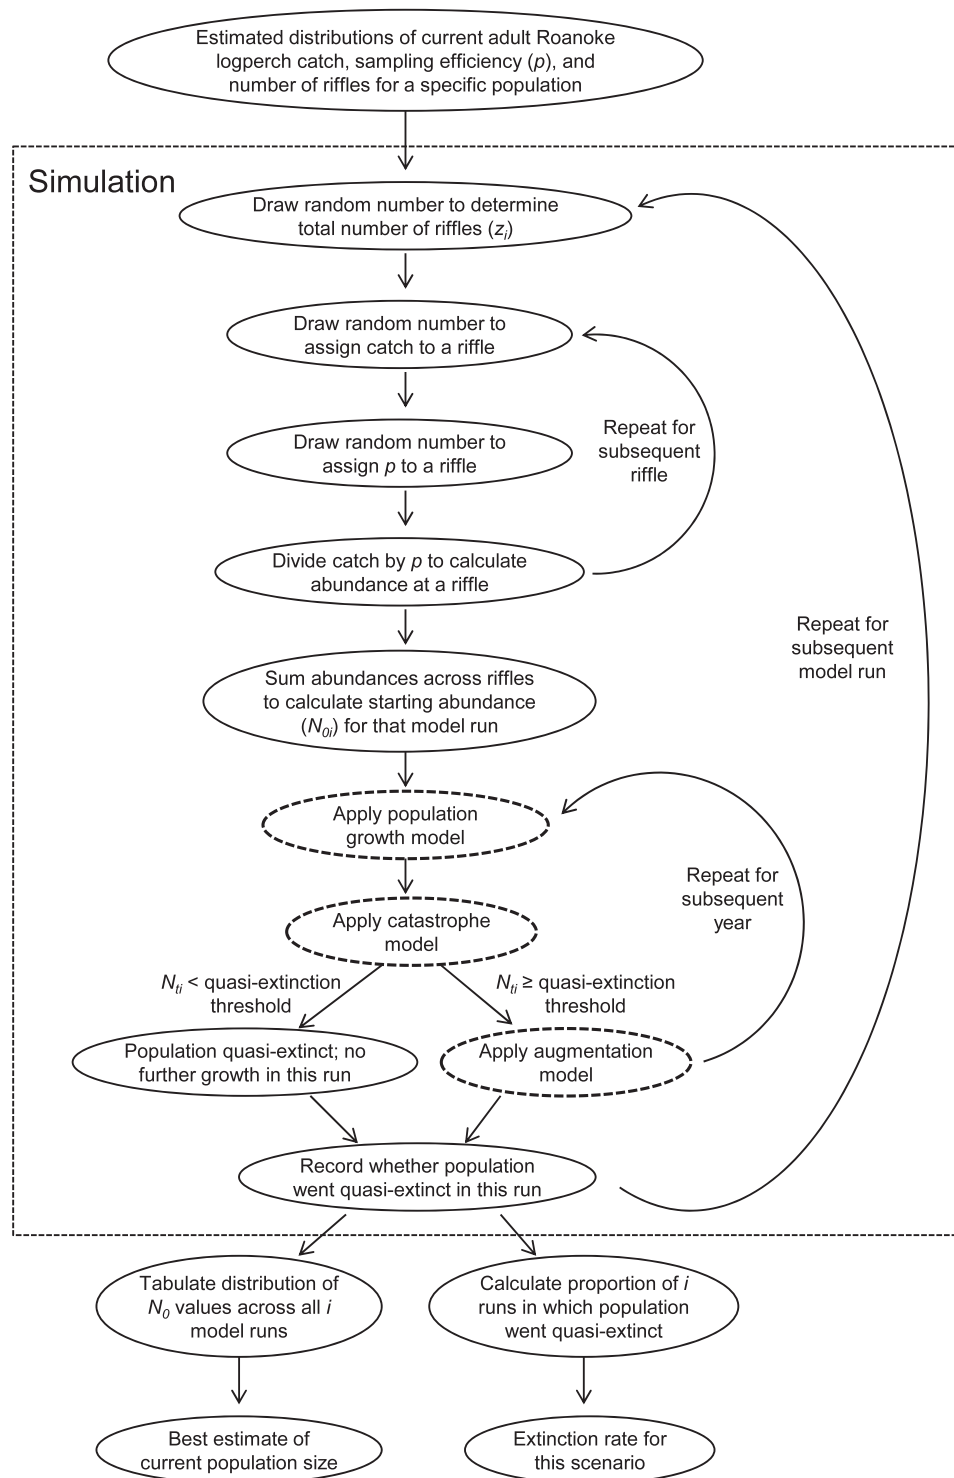 Estimated distributions of current adult Roanoke
logperch catch, sampling efficiency (p), and
number of riffles for a specific population
Simulation
Draw random number to determine
total number of riffles (zi)
Draw random number to
assign catch to a riffle
Draw random number to
assign p to a riffle
Repeat for
subsequent
riffle
Divide catch by p to calculate
abundance at a riffle
Repeat for
subsequent
model run
Sum abundances across riffles
to calculate starting abundance
(N0i) for that model run
Apply population
growth model
Repeat for
subsequent
year
Apply catastrophe
model
Nti < quasi-extinction
threshold
Nti ≥ quasi-extinction
threshold
Population quasi-extinct; no
further growth in this run
Apply augmentation
model
Record whether population
went quasi-extinct in this run
Tabulate distribution of
N0 values across all i
model runs
Calculate proportion of i
runs in which population
went quasi-extinct
Best estimate of
current population size
Extinction rate for
this scenario